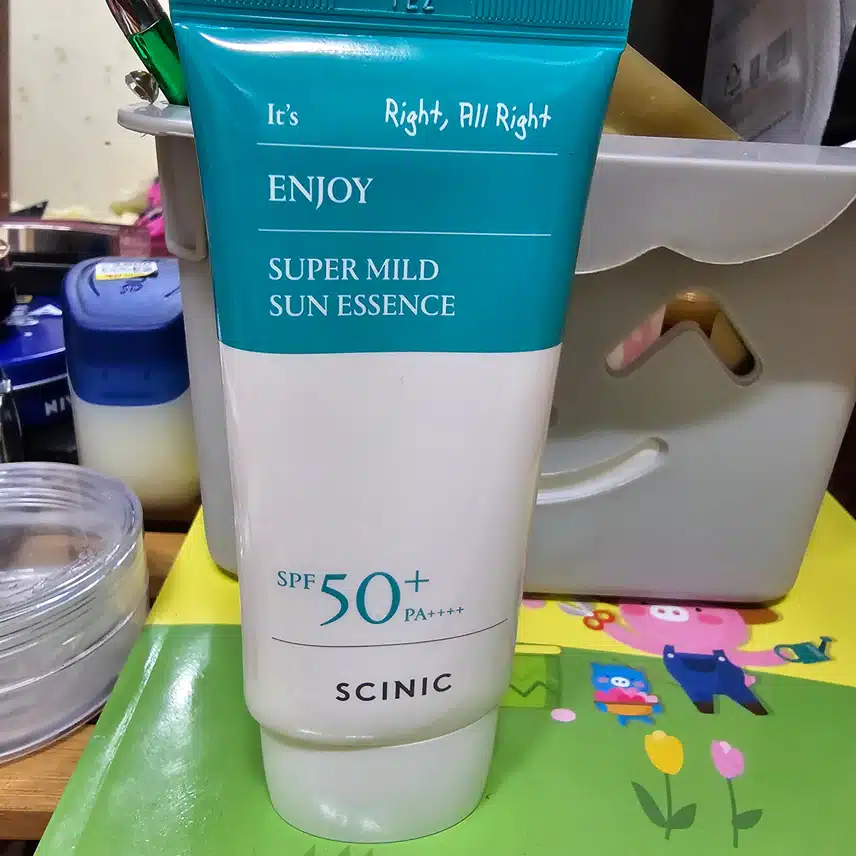 It's Right, All Right
ENJOY
SUPER MILD
SUN ESSENCE
SPF 50+
PA++++
SCINIC